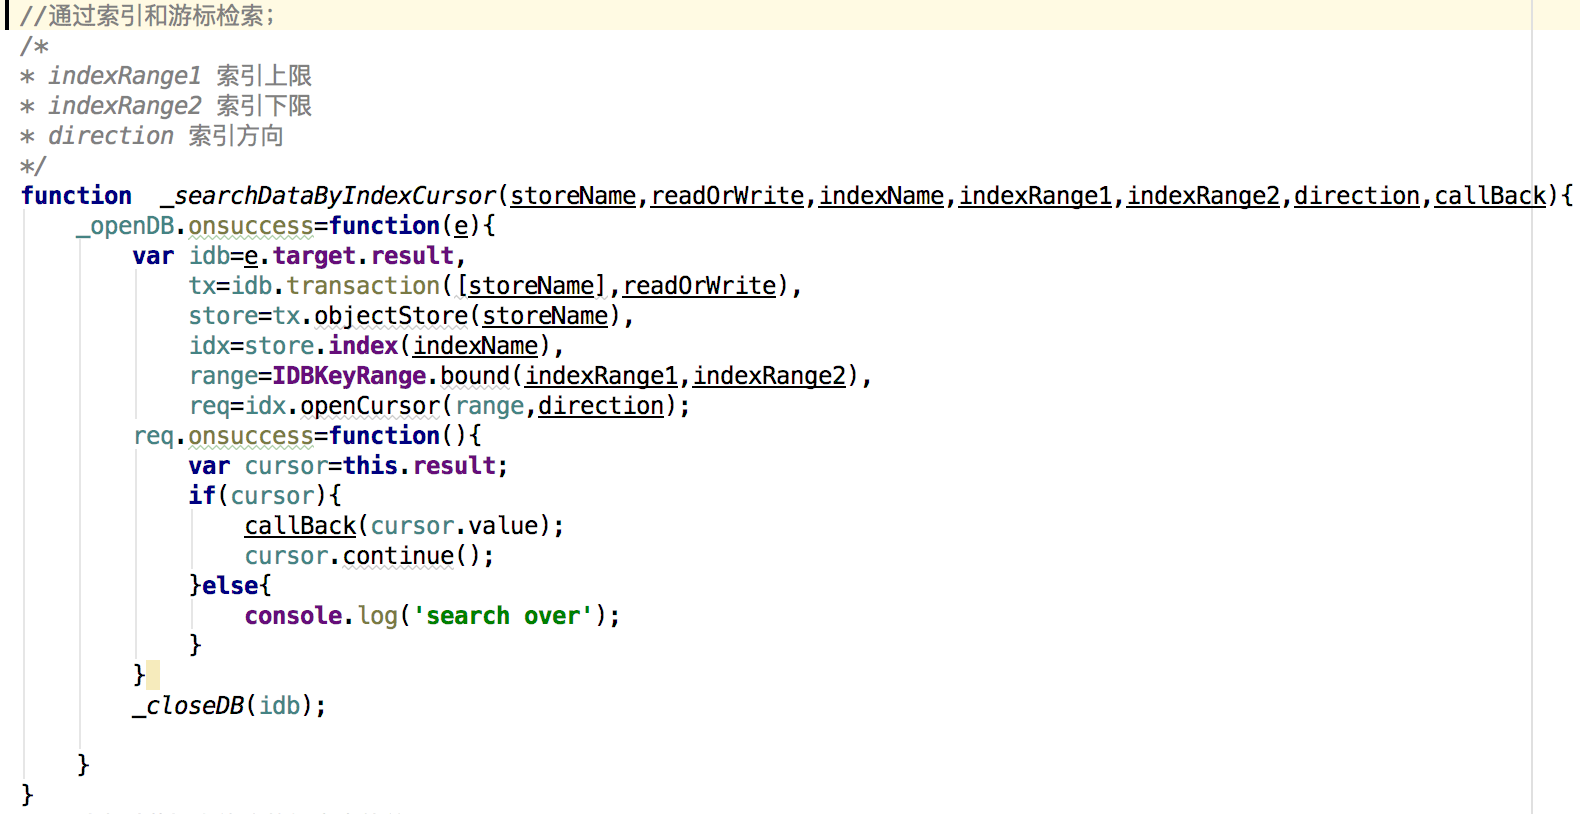 //通过索引和游标检索;
/*
* indexRange1 索引上限
* indexRange2 索引下限
* direction 索引方向
*/
function  _searchDataByIndexCursor(storeName,readOrWrite,indexName,indexRange1,indexRange2,direction,callBack){
    _openDB.onsuccess=function(e){
        var idb=e.target.result,
            tx=idb.transaction([storeName],readOrWrite),
            store=tx.objectStore(storeName),
            idx=store.index(indexName),
            range=IDBKeyRange.bound(indexRange1,indexRange2),
            req=idx.openCursor(range,direction);
        req.onsuccess=function(){
            var cursor=this.result;
            if(cursor){
                callBack(cursor.value);
                cursor.continue();
            }else{
                console.log('search over');
            }
        }
        _closeDB(idb);
    }
}